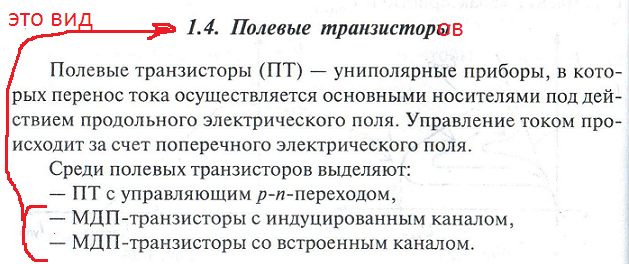 это вид
1.4. Полевые транзисторыов
Полевые транзисторы (ПТ) — униполярные приборы, в кото-
рых перенос тока осуществляется основными носителями под дей-
ствием продольного электрического поля. Управление током про-
исходит за счет поперечного электрического поля.
Среди полевых транзисторов выделяют:
— ПТ с управляющим p-n-переходом,
— МДП-транзисторы с индуцированным каналом,
— МДП-транзисторы со встроенным каналом.